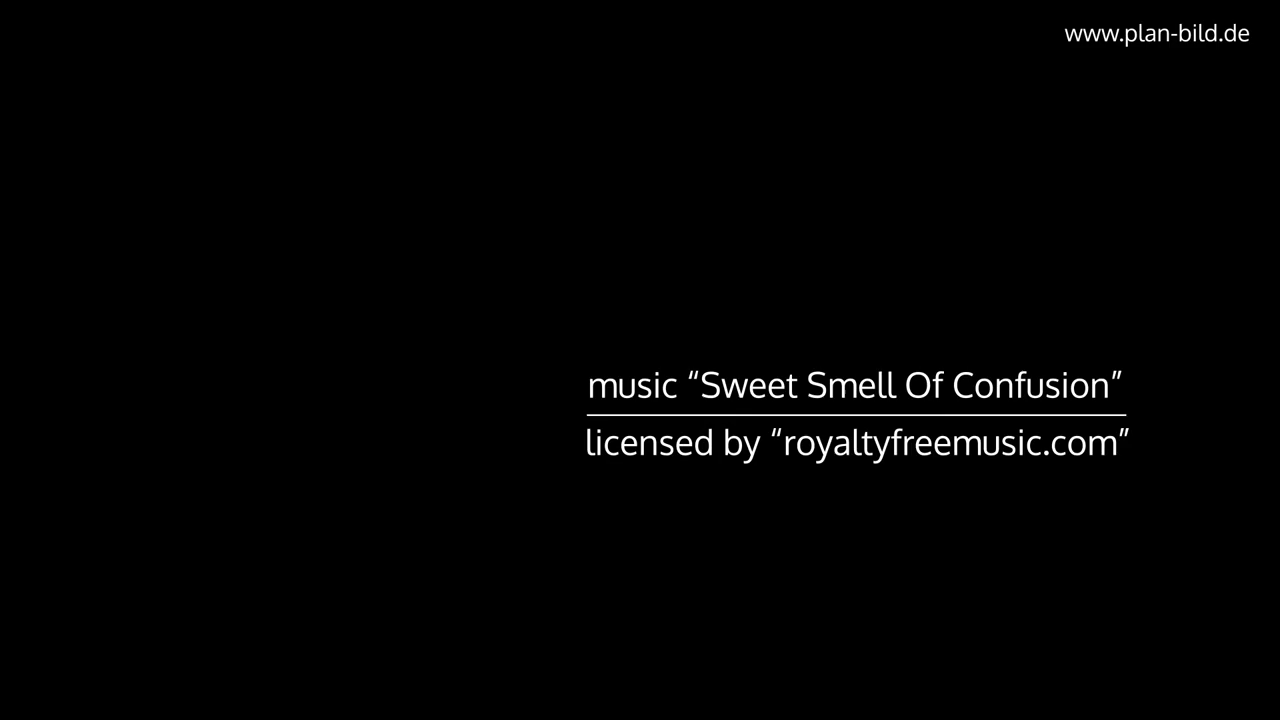 www.plan-bild.de
music “Sweet Smell Of Confusion”
licensed by “royaltyfreemusic.com”